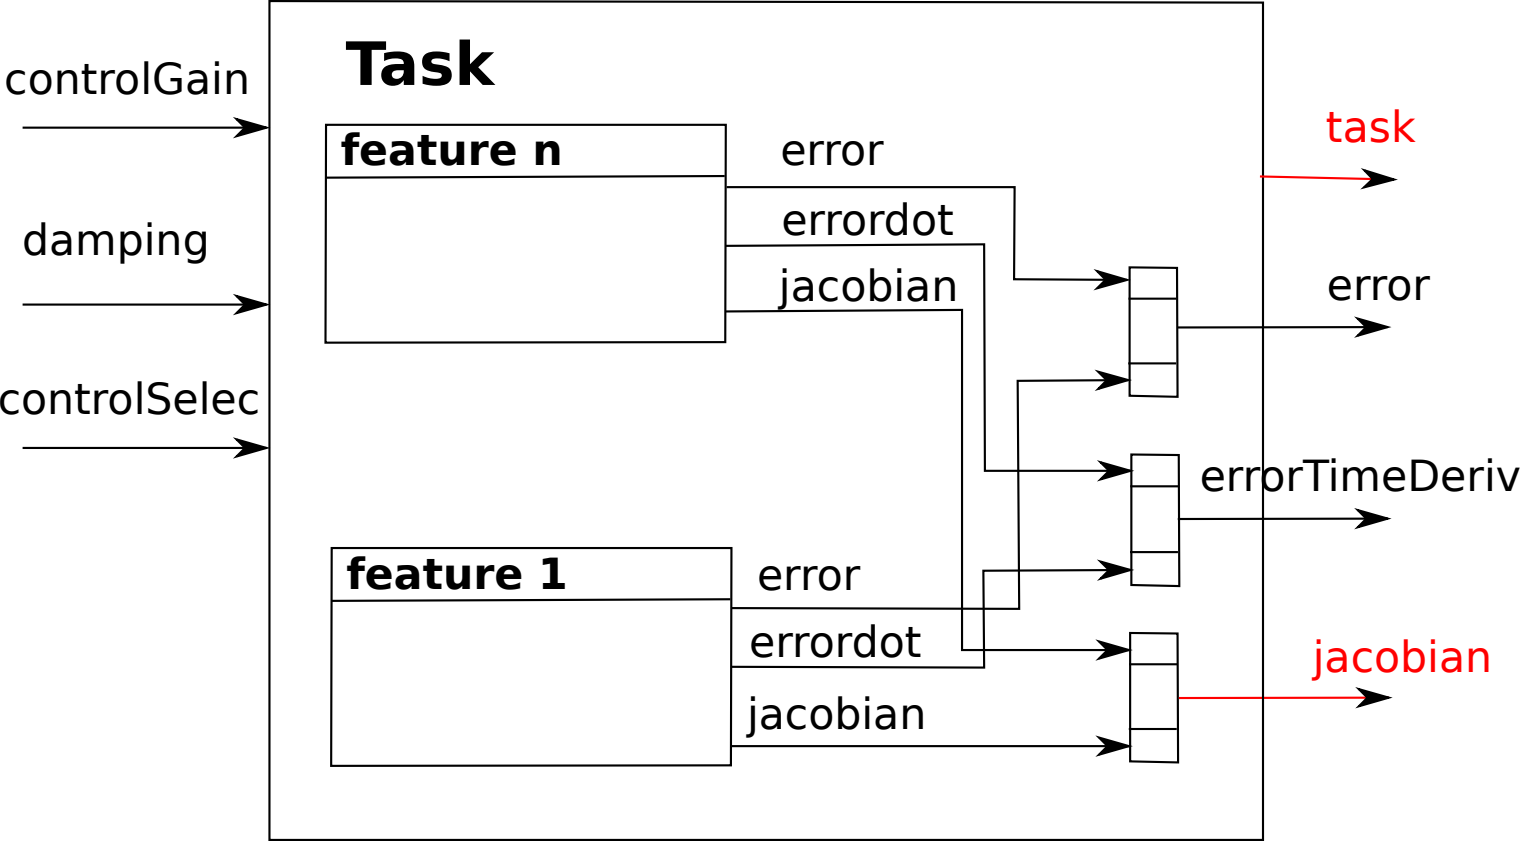 Task
controlGain
damping
controlSelec
feature n
error
errordot
jacobian
feature 1
error
errordot
jacobian
task
error
errorTimeDeriv
jacobian